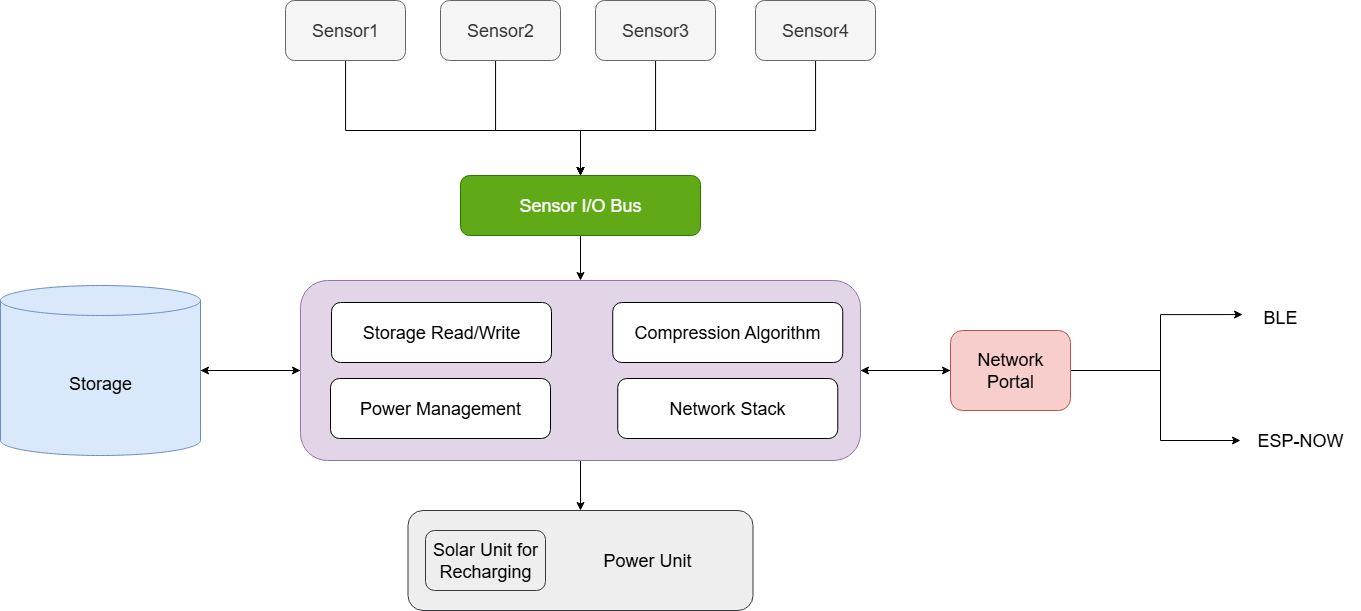 Sensor1
Sensor2
Sensor3
Sensor4
Sensor I/O Bus
Storage
Storage Read/Write
Compression Algorithm
Power Management
Network Stack
Network
Portal
BLE
ESP-NOW
Solar Unit for
Recharging
Power Unit